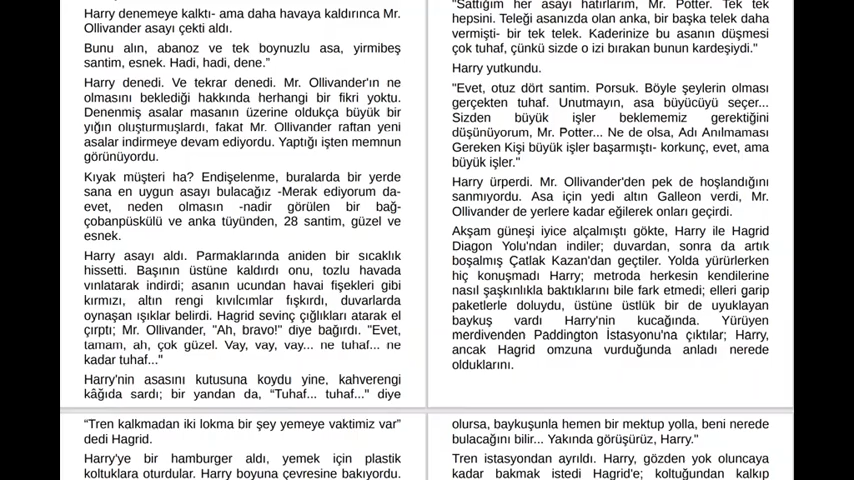 Harry denemeye kalktı- ama daha havaya kaldırınca Mr.
Ollivander asayı çekti aldı.
Bunu alın, abanoz ve tek boynuzlu asa, yirmibeş
santim, esnek. Hadi, hadi, dene.”
Harry denedi. Ve tekrar denedi. Mr. Ollivander'ın ne
olmasını beklediği hakkında herhangi bir fikri yoktu.
Denenmiş asalar masanın üzerine oldukça büyük bir
yığın oluşturmuşlardı, fakat Mr. Ollivander raftan yeni
asalar indirmeye devam ediyordu. Yaptığı işten memnun
görünüyordu.
Kıyak müşteri ha? Endişelenme, buralarda bir yerde
sana en uygun asayı bulacağız -Merak ediyorum da-
evet, neden olmasın -nadir görülen bir bağ-
çobanpüskülü ve anka tüyünden, 28 santim, güzel ve
esnek.
Harry asayı aldı. Parmaklarında aniden bir sıcaklık
hissetti. Başının üstüne kaldırdı onu, tozlu havada
vınlatarak indirdi; asanın ucundan havai fişekleri gibi
kırmızı, altın rengi kıvılcımlar fışkırdı, duvarlarda
oynaşan ışıklar belirdi. Hagrid sevinç çığlıkları atarak el
çırptı; Mr. Ollivander, "Ah, bravo!" diye bağırdı. "Evet,
tamam, ah, çok güzel. Vay, vay, vay... ne tuhaf... ne
kadar tuhaf..."
Harry'nin asasını kutusuna koydu yine, kahverengi
kâğıda sardı; bir yandan da, “Tuhaf... tuhaf..." diye
"Sattığım her asayı hatırlarım, Mr. Potter. Tek tek
hepsini. Teleği asanızda olan anka, bir başka telek daha
vermişti- bir tek telek. Kaderinize bu asanın düşmesi
çok tuhaf, çünkü sizde o izi bırakan bunun kardeşiydi."
Harry yutkundu.
"Evet, otuz dört santim. Porsuk. Böyle şeylerin olması
gerçekten tuhaf. Unutmayın, asa büyücüyü seçer...
Sizden büyük işler beklememiz gerektiğini
düşünüyorum, Mr. Potter... Ne de olsa, Adı Anılmaması
Gereken Kişi büyük işler başarmıştı- korkunç, evet, ama
büyük işler."
Harry ürperdi. Mr. Ollivander'den pek de hoşlandığını
sanmıyordu. Asa için yedi altın Galleon verdi, Mr.
Ollivander de yerlere kadar eğilerek onları geçirdi.
Akşam güneşi iyice alçalmıştı gökte, Harry ile Hagrid
Diagon Yolu'ndan indiler; duvardan, sonra da artık
boşalmış Çatlak Kazan'dan geçtiler. Yolda yürürlerken
hiç konuşmadı Harry; metroda herkesin kendilerine
nasıl şaşkınlıkla baktıklarını bile fark etmedi; elleri garip
paketlerle doluydu, üstüne üstlük bir de uyuklayan
baykuş vardı Harry'nin kucağında. Yürüyen
merdivenden Paddington İstasyonu'na çıktılar; Harry,
ancak Hagrid omzuna vurduğunda anladı nerede
olduklarını.
“Tren kalkmadan iki lokma bir şey yemeye vaktimiz var”
dedi Hagrid.
Harry'ye bir hamburger aldı, yemek için plastik
koltuklara oturdular. Harry boyuna çevresine bakıyordu.
olursa, baykuşunla hemen bir mektup yolla, beni nerede
bulacağını bilir... Yakında görüşürüz, Harry."
Tren istasyondan ayrıldı. Harry, gözden yok oluncaya
kadar bakmak istedi Hagrid'e; koltuğundan kalkıp